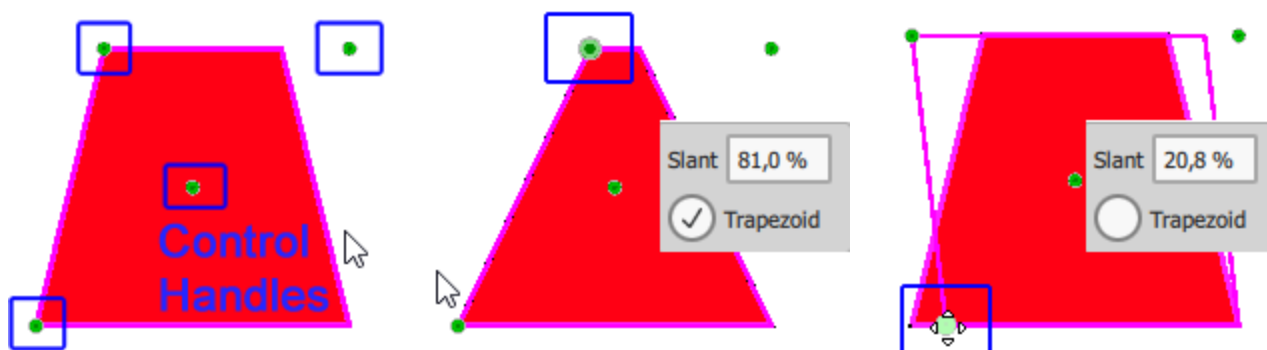 Control
Handles
Slant 81,0 %
Trapezoid
Slant 20,8 %
Trapezoid